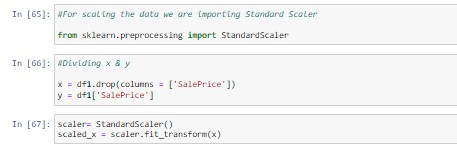 In [65]: #For scaling the data we are importing Standard Scaler
from sklearn.preprocessing import StandardScaler
In [66]: #Dividing x & y
x = df1.drop(columns = ['SalePrice'])
y = df1['SalePrice']
In [67]: scaler= StandardScaler()
scaled_x = scaler.fit_transform(x)